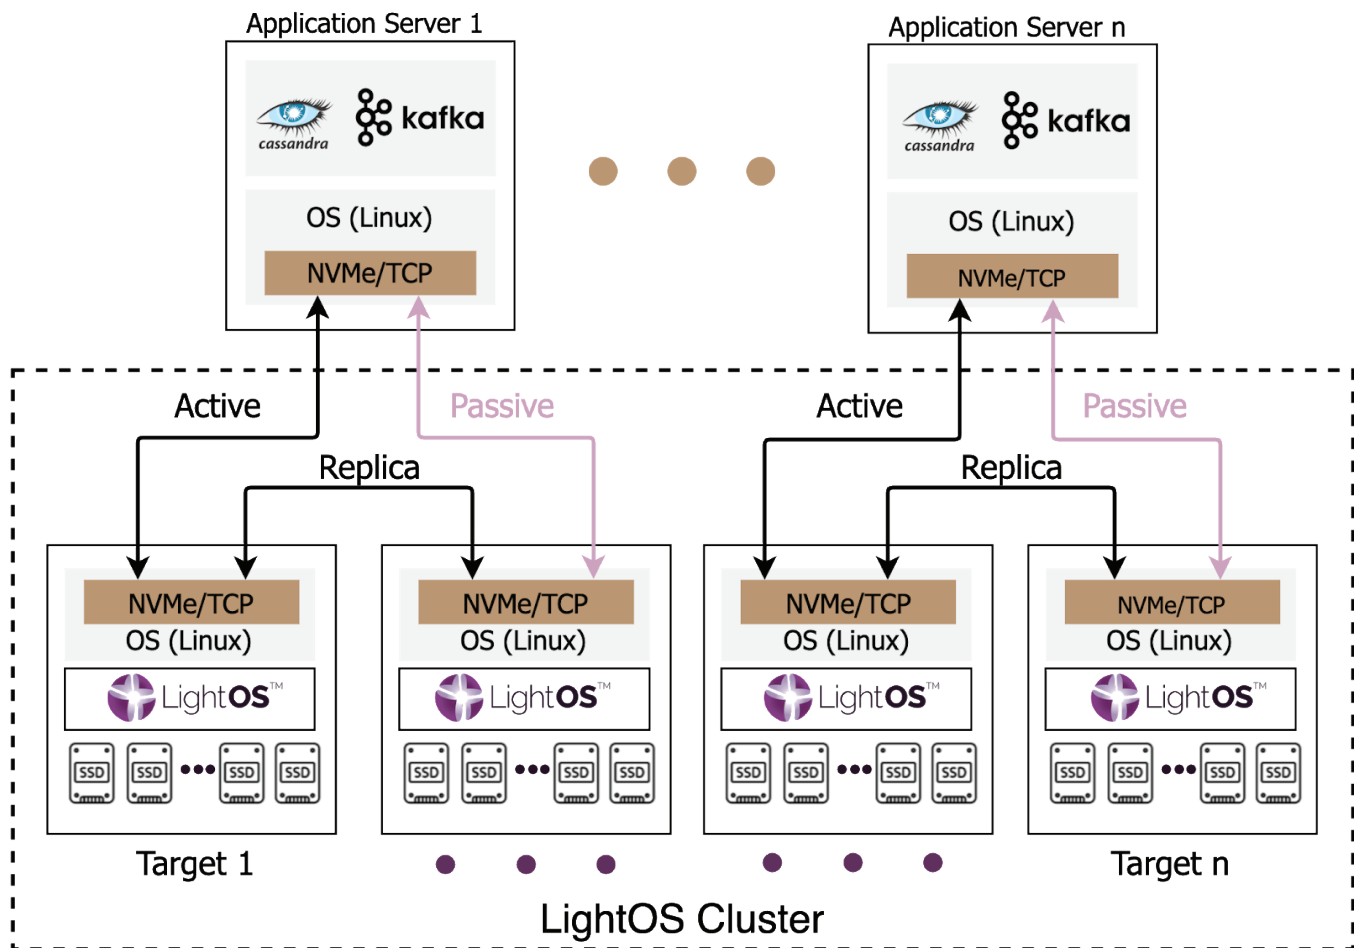 Application Server 1
Application Server n
cassandra
kafka
cassandra
kafka
OS (Linux)
OS (Linux)
NVMe/TCP
NVMe/TCP
Active
Passive
Active
Passive
Replica
Replica
NVMe/TCP
NVMe/TCP
NVMe/TCP
NVMe/TCP
OS (Linux)
OS (Linux)
OS (Linux)
OS (Linux)
LightOS™
LightOS™
LightOS™
LightOS™
SSD SSD SSD SSD
SSD SSD SSD SSD
SSD SSD SSD SSD
SSD SSD SSD SSD
Target 1
Target n
LightOS Cluster